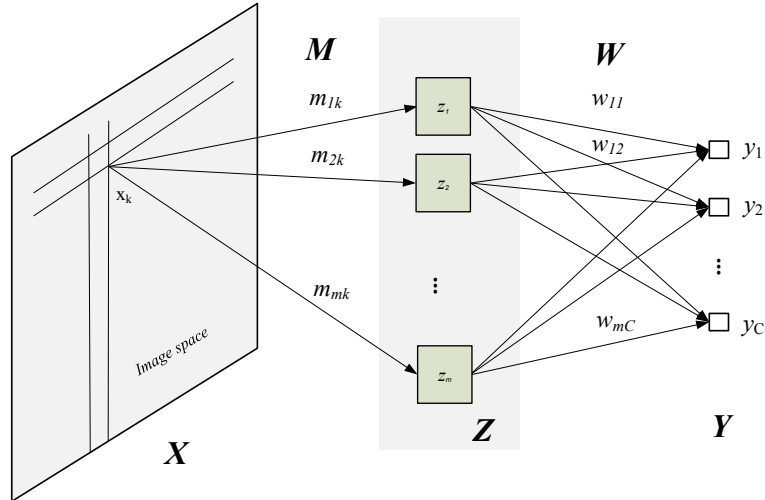 M
W
m1k
w11
z1
m2k
w12
y1
z2
xk
y2
⋮
⋮
mmk
wmC
yC
Image space
zm
X
Z
Y